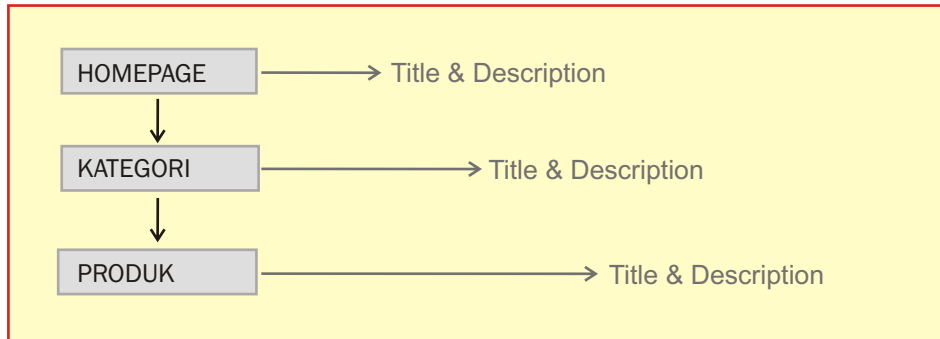 HOMEPAGE Title & Description
KATEGORI Title & Description
PRODUK Title & Description